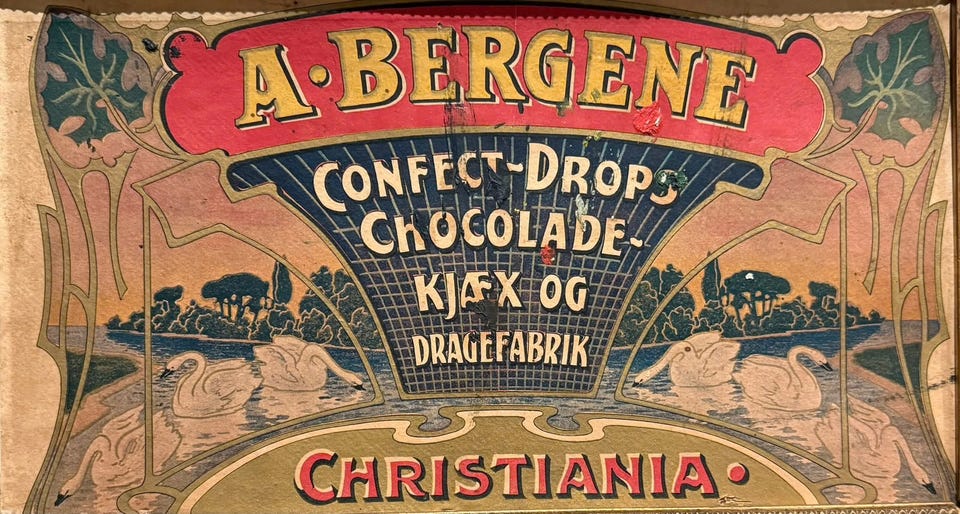 A·BERGENE
CONFECT-DROPS
CHOCOLADE-
KJÆX OG
DRAGEFABRIK
CHRISTIANIA·